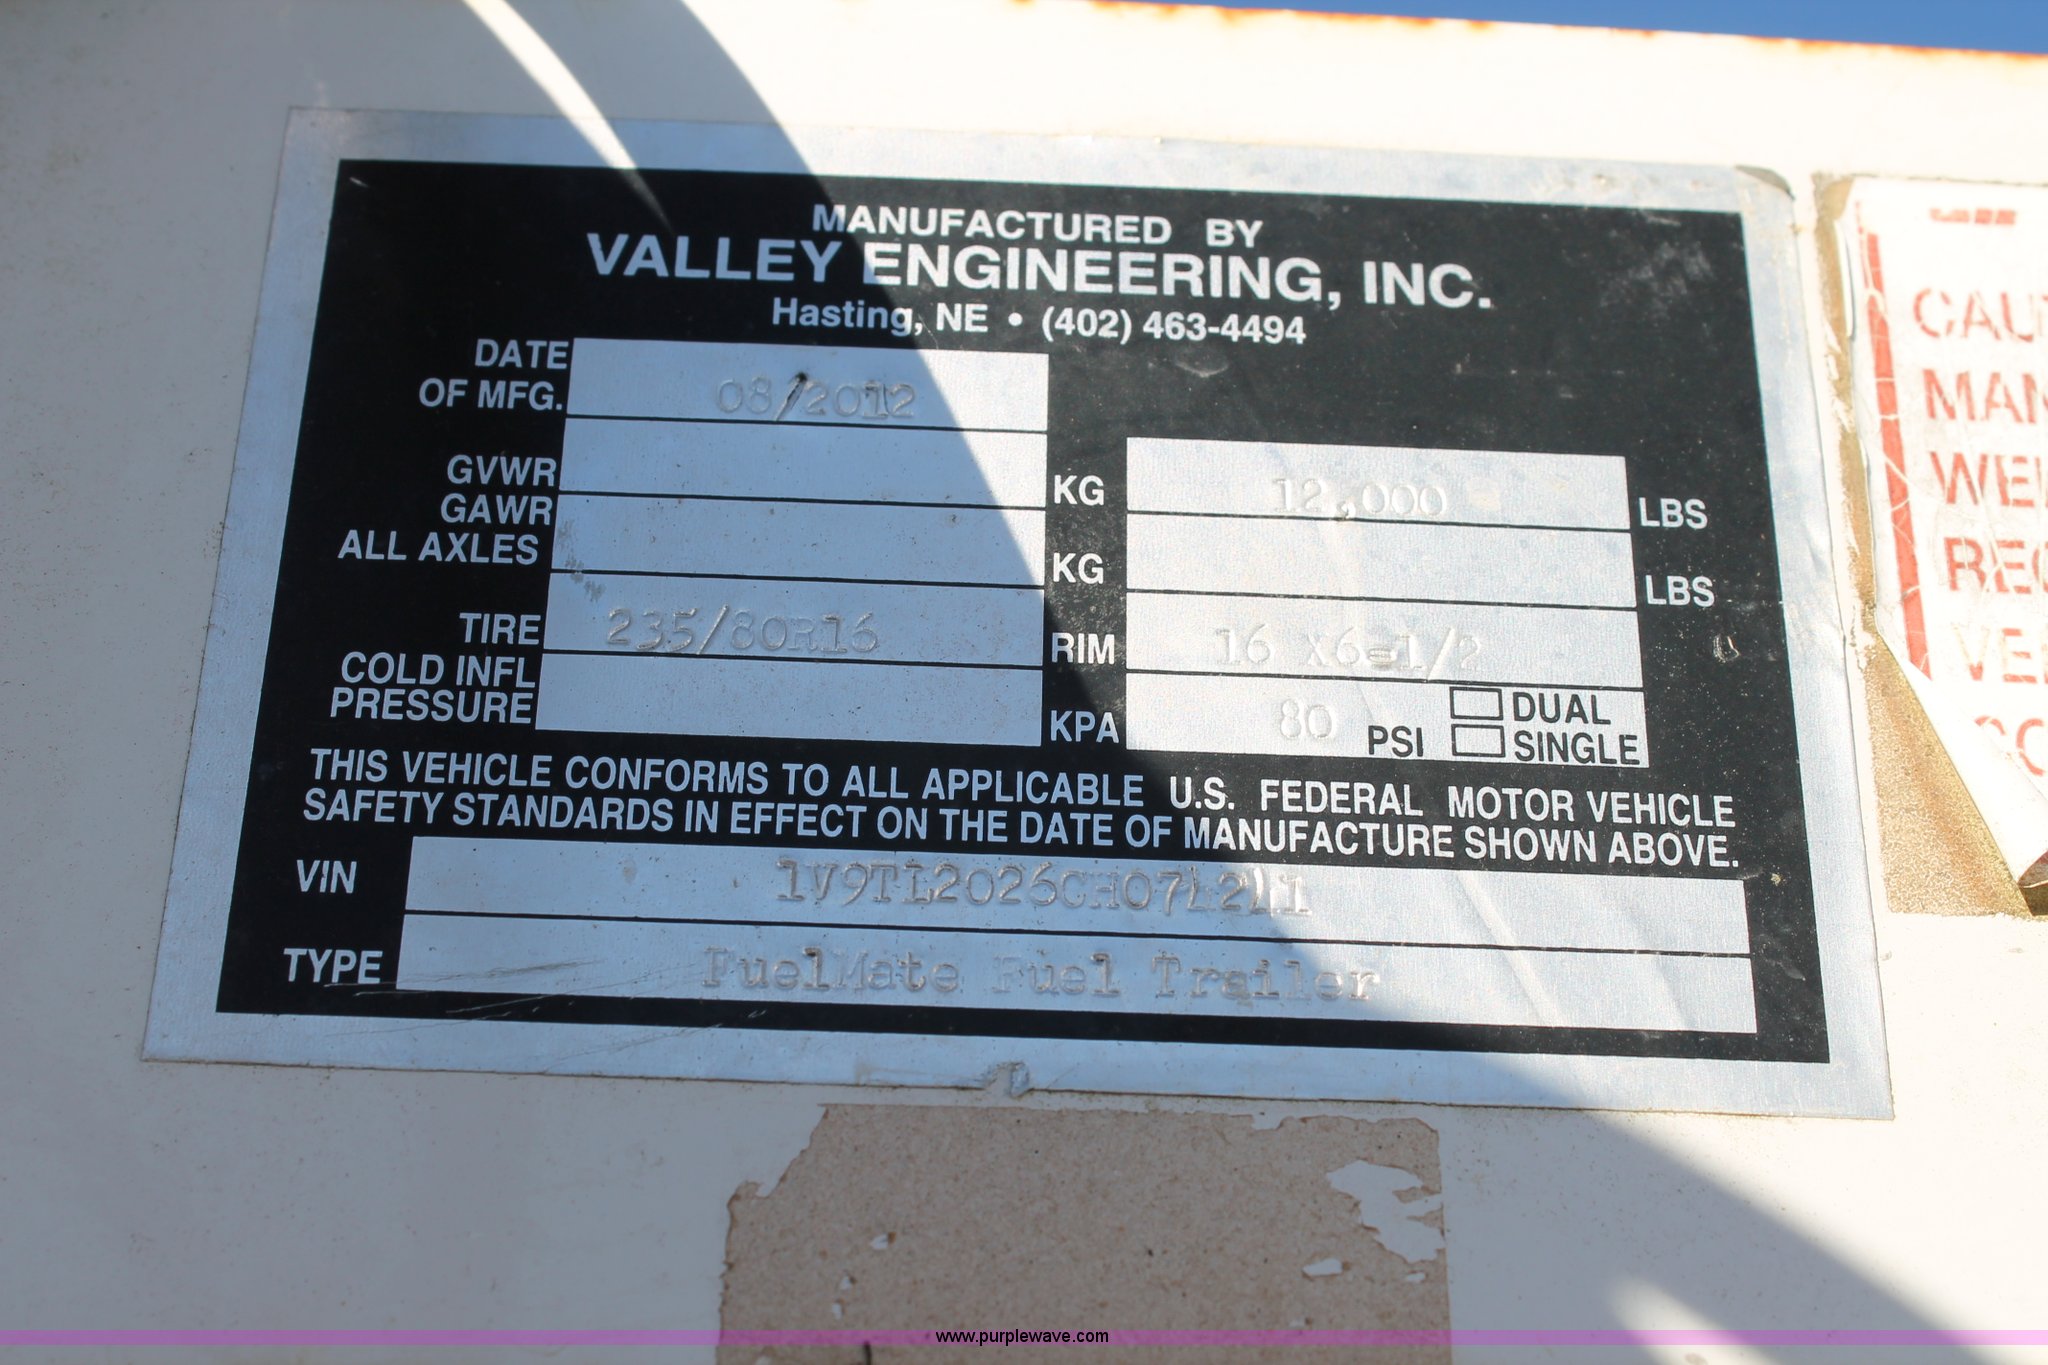 MANUFACTURED BY
VALLEY ENGINEERING, INC.
Hasting, NE • (402) 463-4494
DATE
OF MFG. 08/2012
GVWR KG 12,000 LBS
GAWR
ALL AXLES KG LBS
TIRE 235/80R16 RIM 16 X6=1/2
COLD INFL
PRESSURE KPA 80 PSI DUAL
SINGLE
THIS VEHICLE CONFORMS TO ALL APPLICABLE U.S. FEDERAL MOTOR VEHICLE
SAFETY STANDARDS IN EFFECT ON THE DATE OF MANUFACTURE SHOWN ABOVE.
VIN
TYPE FuelMate Fuel Trailer
www.purplewave.com